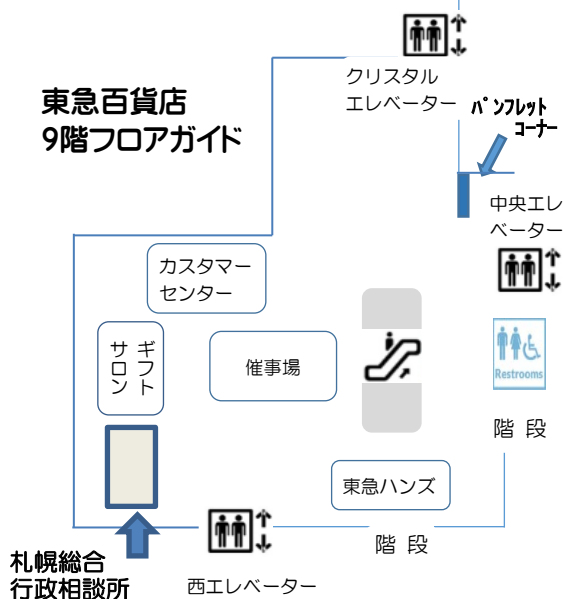 東急百貨店
9階フロアガイド
クリスタル
エレベーター
パンフレット
コーナー
中央エレ
ベーター
カスタマー
センター
ギフト
サロン
催事場
Restrooms
階 段
東急ハンズ
階 段
札幌総合
行政相談所
西エレベーター